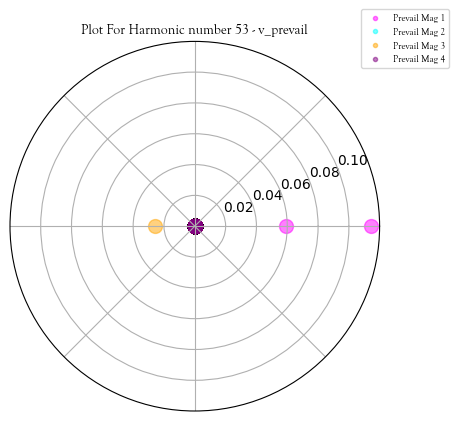 Plot For Harmonic number 53 - v_prevail
Prevail Mag 1
Prevail Mag 2
Prevail Mag 3
Prevail Mag 4
0.10
0.08
0.06
0.04
0.02